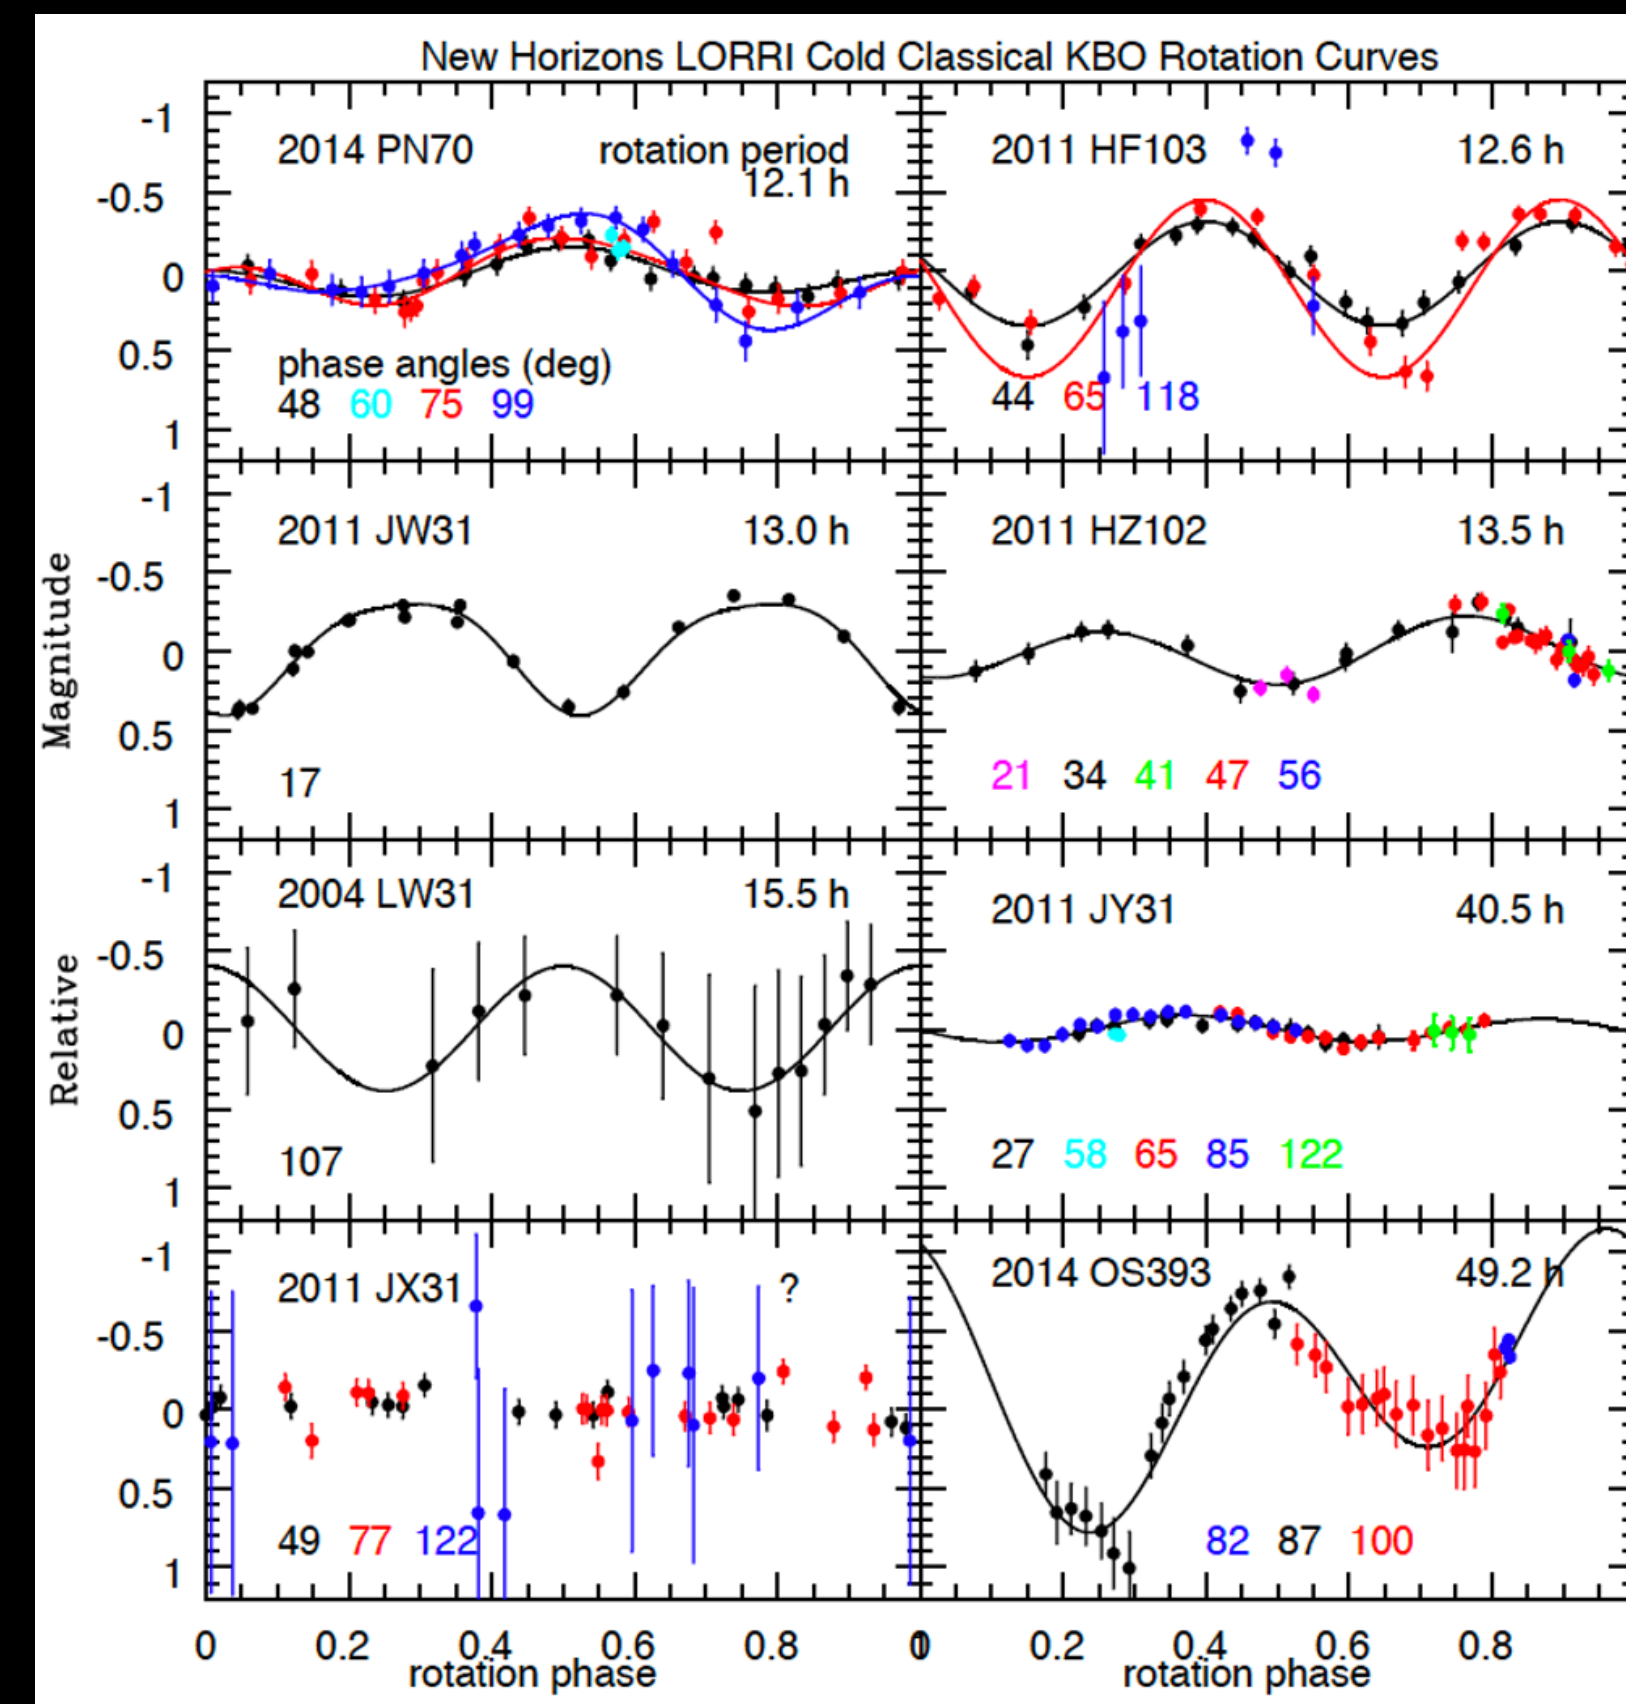 New Horizons LORRI Cold Classical KBO Rotation Curves
-1
-0.5
0
0.5
1
2014 PN70
rotation period
12.1 h
phase angles (deg)
48 60 75 99
2011 HF103
12.6 h
44 65 118
-1
-0.5
0
0.5
1
2011 JW31
13.0 h
17
2011 HZ102
13.5 h
21 34 41 47 56
-1
-0.5
0
0.5
1
2004 LW31
15.5 h
107
2011 JY31
40.5 h
27 58 65 85 122
-1
-0.5
0
0.5
1
2011 JX31
?
49 77 122
2014 OS393
49.2 h
82 87 100
Relative Magnitude
0 0.2 0.4 0.6 0.8 1
rotation phase
0 0.2 0.4 0.6 0.8
rotation phase